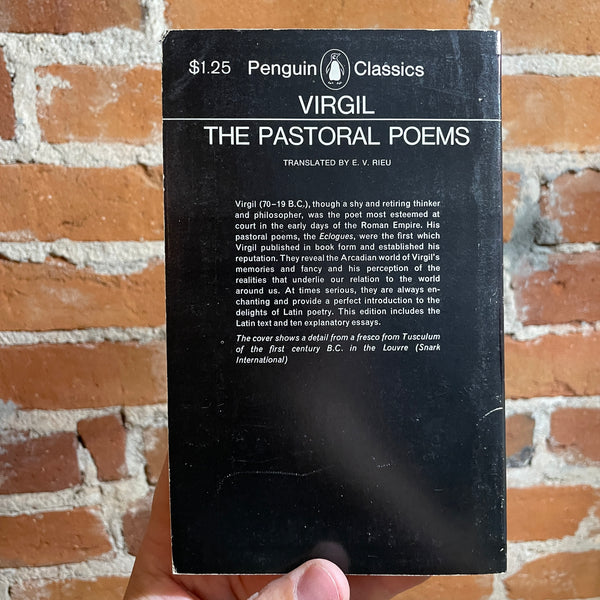 $1.25 Penguin Classics
VIRGIL
THE PASTORAL POEMS
TRANSLATED BY E. V. RIEU
Virgil (70–19 B.C.), though a shy and retiring thinker
and philosopher, was the poet most esteemed at
court in the early days of the Roman Empire. His
pastoral poems, the Eclogues, were the first which
Virgil published in book form and established his
reputation. They reveal the Arcadian world of Virgil's
memories and fancy and his perception of the
realities that underlie our relation to the world
around us. At times serious, they are always en-
chanting and provide a perfect introduction to the
delights of Latin poetry. This edition includes the
Latin text and ten explanatory essays.
The cover shows a detail from a fresco from Tusculum
of the first century B.C. in the Louvre (Snark
International)